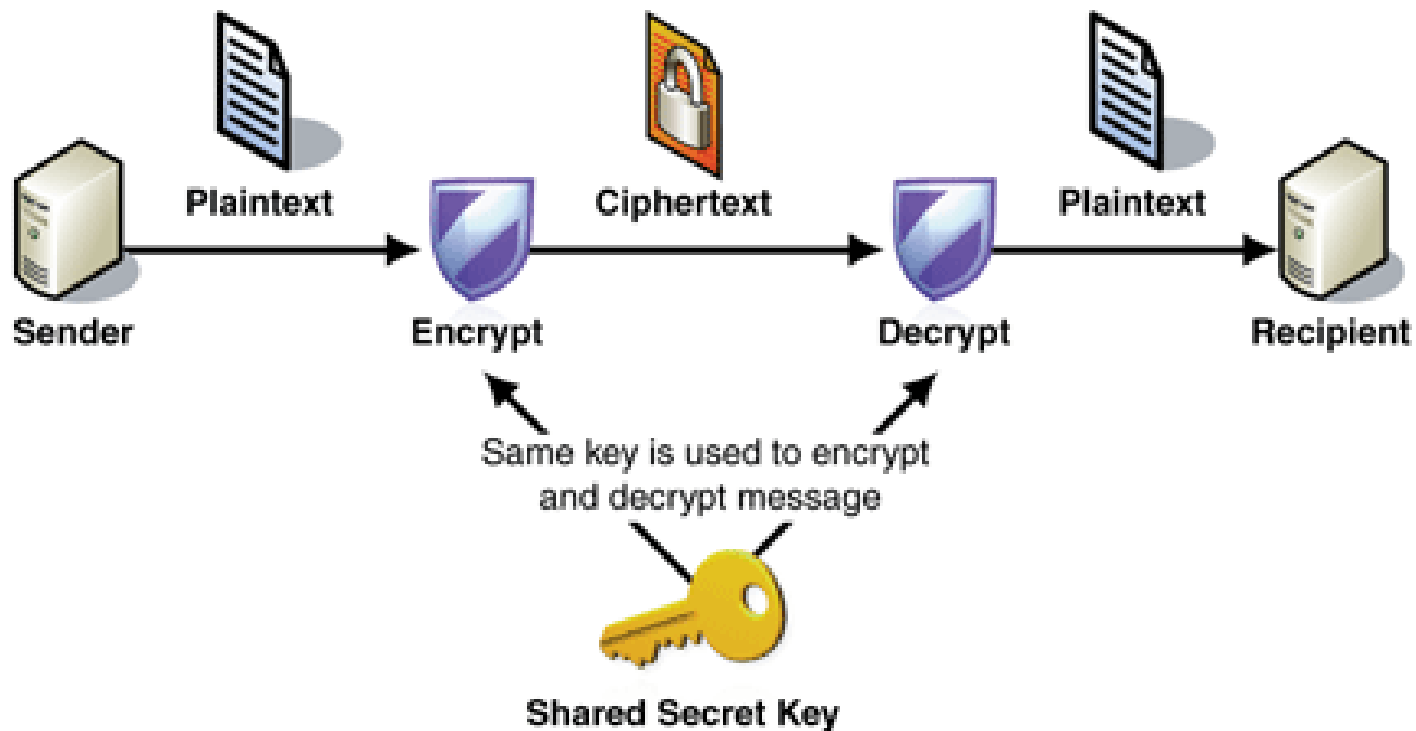 Plaintext
Ciphertext
Plaintext
Sender
Encrypt
Decrypt
Recipient
Same key is used to encrypt
and decrypt message
Shared Secret Key